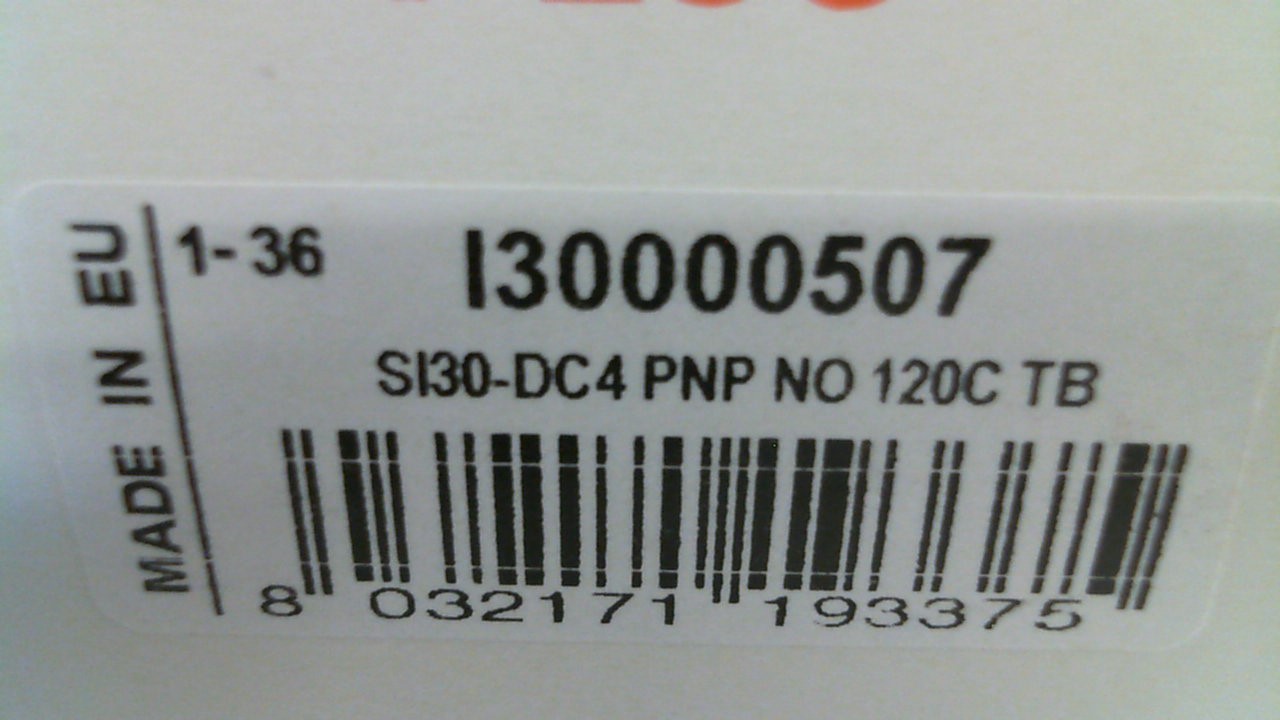 MADE IN EU
1-36
I30000507
SI30-DC4 PNP NO 120C TB
8 032171 193375